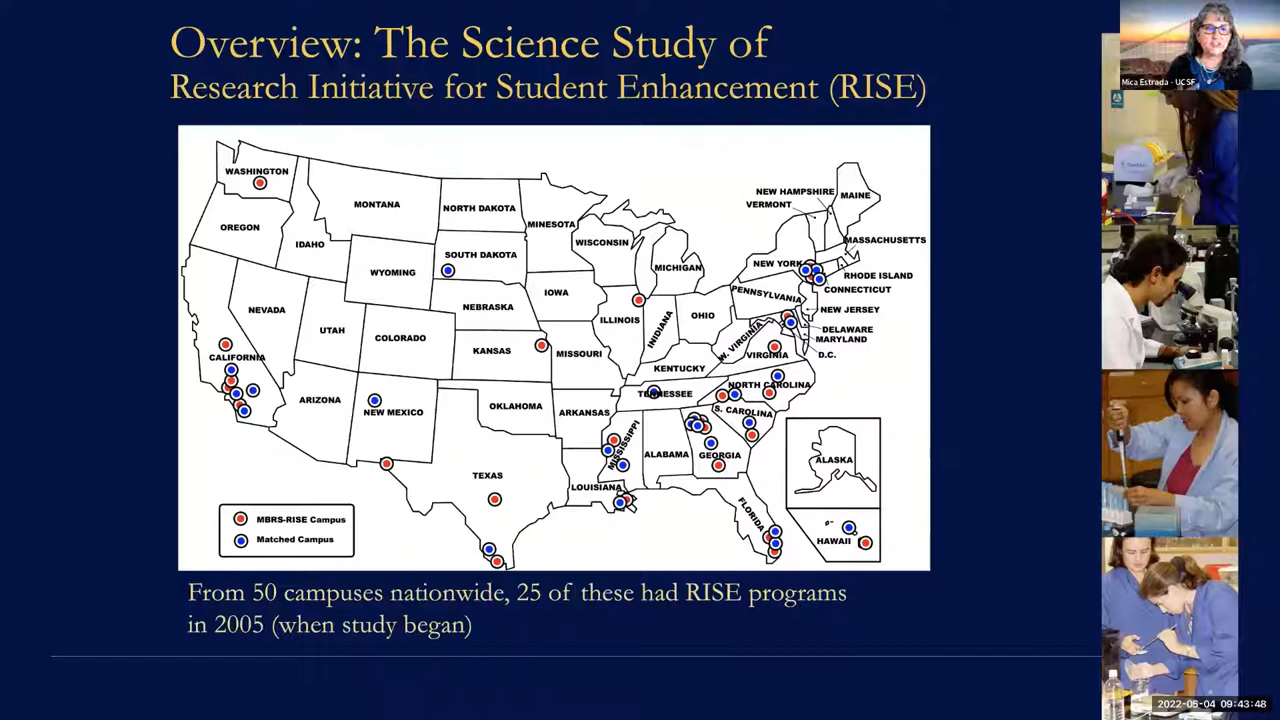 Overview: The Science Study of
Research Initiative for Student Enhancement (RISE)
Mica Estrada - UCSF
WASHINGTON
MONTANA
NORTH DAKOTA
MINESOTA
OREGON
IDAHO
WYOMING
SOUTH DAKOTA
WISCONSIN
MICHIGAN
NEW HAMPSHIRE
VERMONT
MAINE
MASSACHUSETTS
NEW YORK
RHODE ISLAND
CONNECTICUT
PENNSYLVANIA
NEW JERSEY
DELAWARE
MARYLAND
D.C.
NEVADA
UTAH
COLORADO
NEBRASKA
IOWA
ILLINOIS
INDIANA
OHIO
W. VIRGINIA
VIRGINIA
CALIFORNIA
KANSAS
MISSOURI
KENTUCKY
ARIZONA
NEW MEXICO
OKLAHOMA
ARKANSAS
TENNESSEE
NORTH CAROLINA
S. CAROLINA
MISSISSIPPI
ALABAMA
GEORGIA
TEXAS
LOUISIANA
FLORIDA
ALASKA
HAWAII
MBRS-RISE Campus
Matched Campus
From 50 campuses nationwide, 25 of these had RISE programs
in 2005 (when study began)
2022-05-04 09:43:48